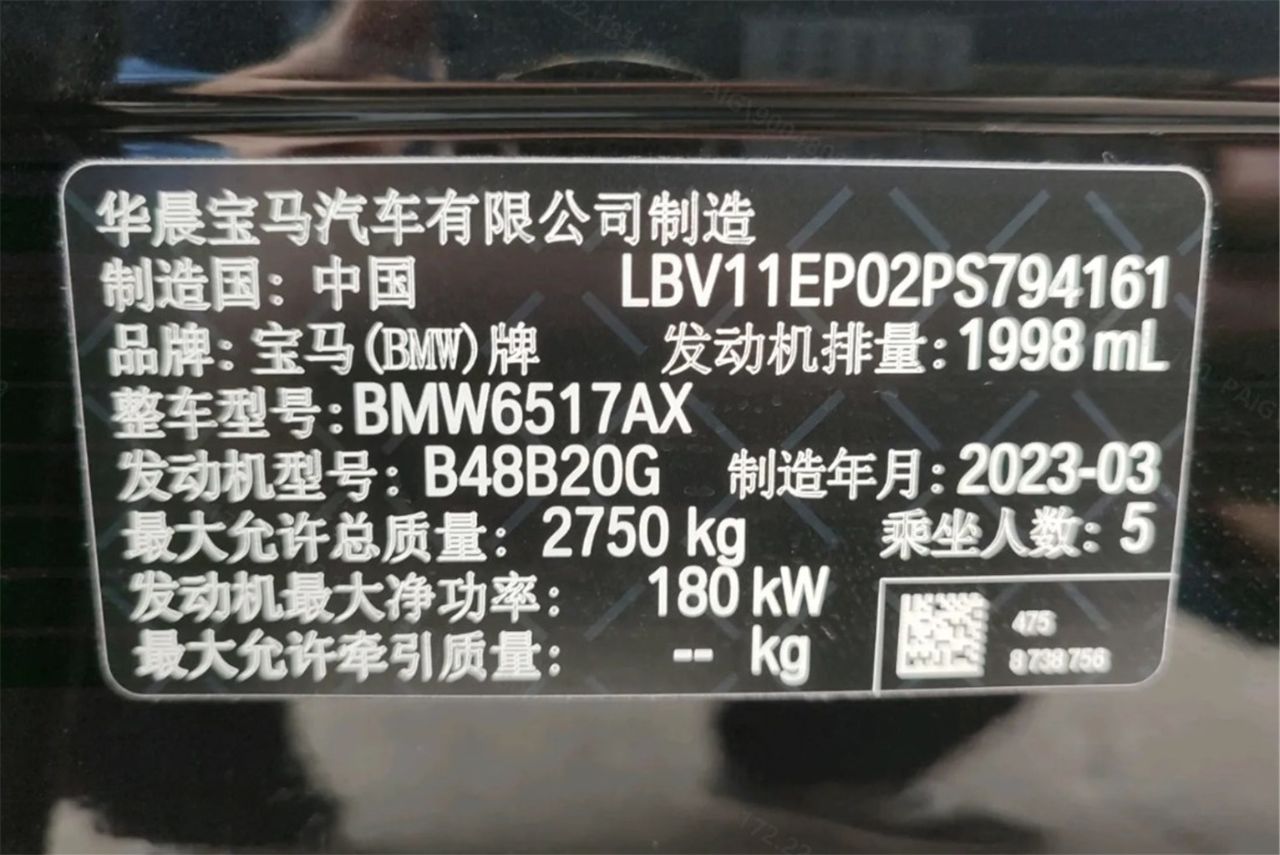 华晨宝马汽车有限公司制造
制造国：中国 LBV11EP02PS794161
品牌：宝马(BMW)牌 发动机排量：1998 mL
整车型号：BMW6517AX
发动机型号：B48B20G 制造年月：2023-03
最大允许总质量：2750 kg 乘坐人数：5
发动机最大净功率：180 kW
最大允许牵引质量：-- kg
475
8 738 756